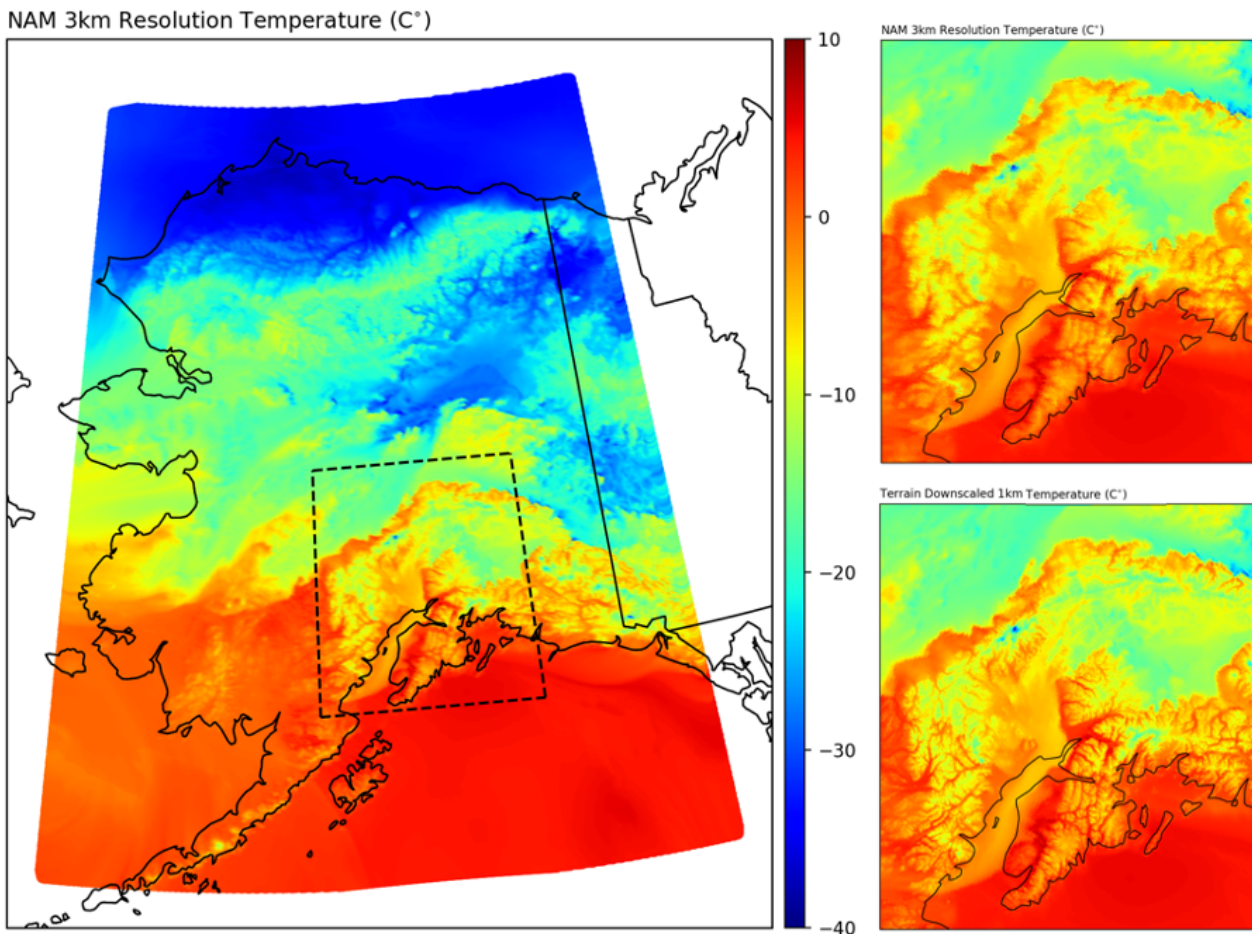 NAM 3km Resolution Temperature (C°)
10
0
−10
−20
−30
−40
NAM 3km Resolution Temperature (C°)
Terrain Downscaled 1km Temperature (C°)